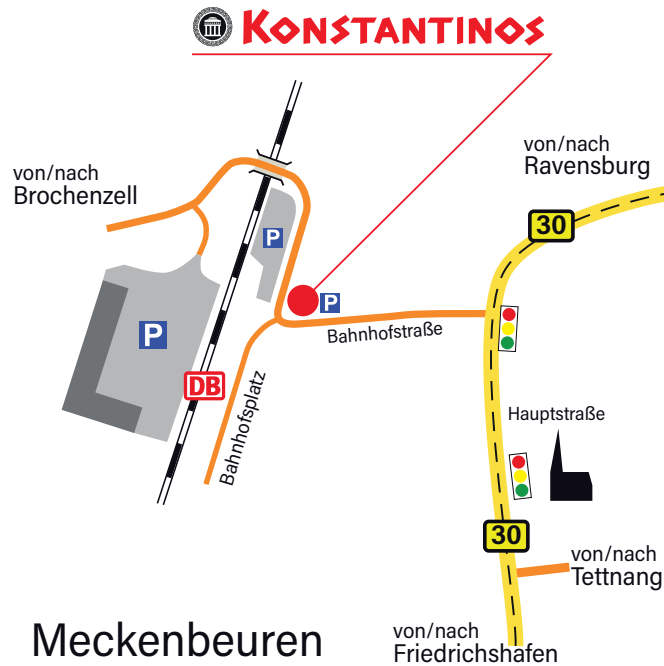 KONSTANTINOS
von/nach
Ravensburg
von/nach
Brochenzell
30
P
P
P
Bahnhofstraße
DB
Bahnhofsplatz
Hauptstraße
30
von/nach
Tettnang
Meckenbeuren
von/nach
Friedrichshafen